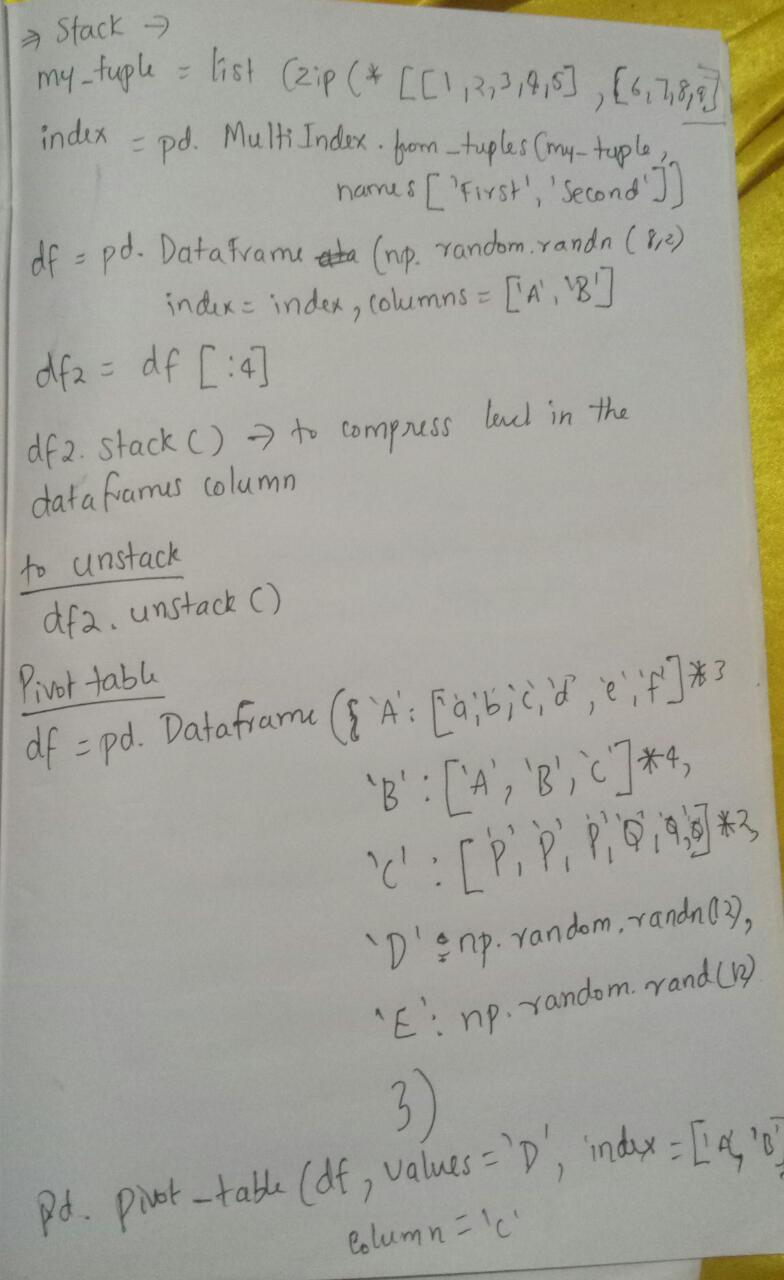 ⇒ Stack →
my_tuple = list (zip (* [[1,2,3,4,5] , [6,7,8,9]
index = pd. MultiIndex. from_tuples (my_tuple,
names ['First', 'Second']]
df = pd. Dataframe (np. random.randn (8,2)
index = index, columns = ['A', 'B']
df2 = df [:4]
df2. stack () → to compress level in the
dataframes column
to unstack
df2. unstack ()
Pivot table
df = pd. Dataframe ({ 'A': ['a','b','c','d','e','f']*3
'B' : ['A', 'B', 'C']*4,
'C' : ['P', 'P', 'P', 'Q', 'Q', 'Q']*2,
'D' : np. random. randn(12),
'E' : np. random. rand (12)
})
pd. pivot_table (df, values = 'D', index = ['A', 'B']
column = 'C'